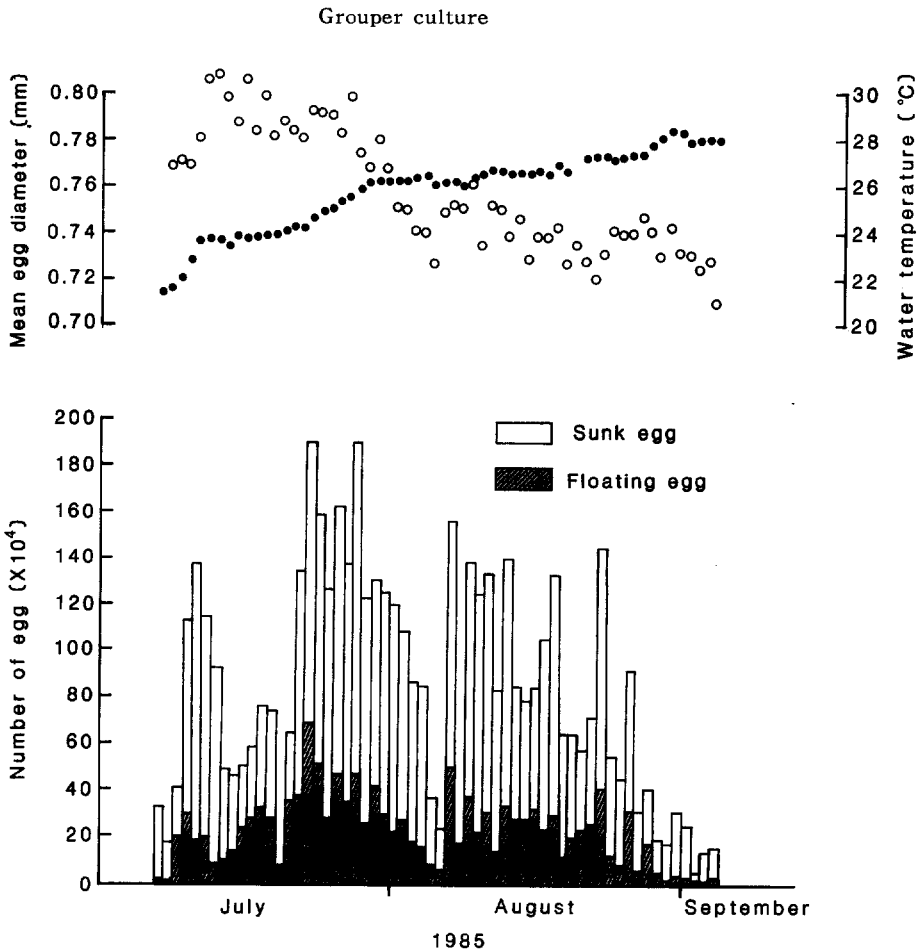 Grouper culture
Mean egg diameter (mm)
0.80
0.78
0.76
0.74
0.72
0.70
30
28
26
24
22
20
Water temperature (°C)
Number of egg (X10⁴)
200
180
160
140
120
100
80
60
40
20
0
Sunk egg
Floating egg
July
August
September
1985